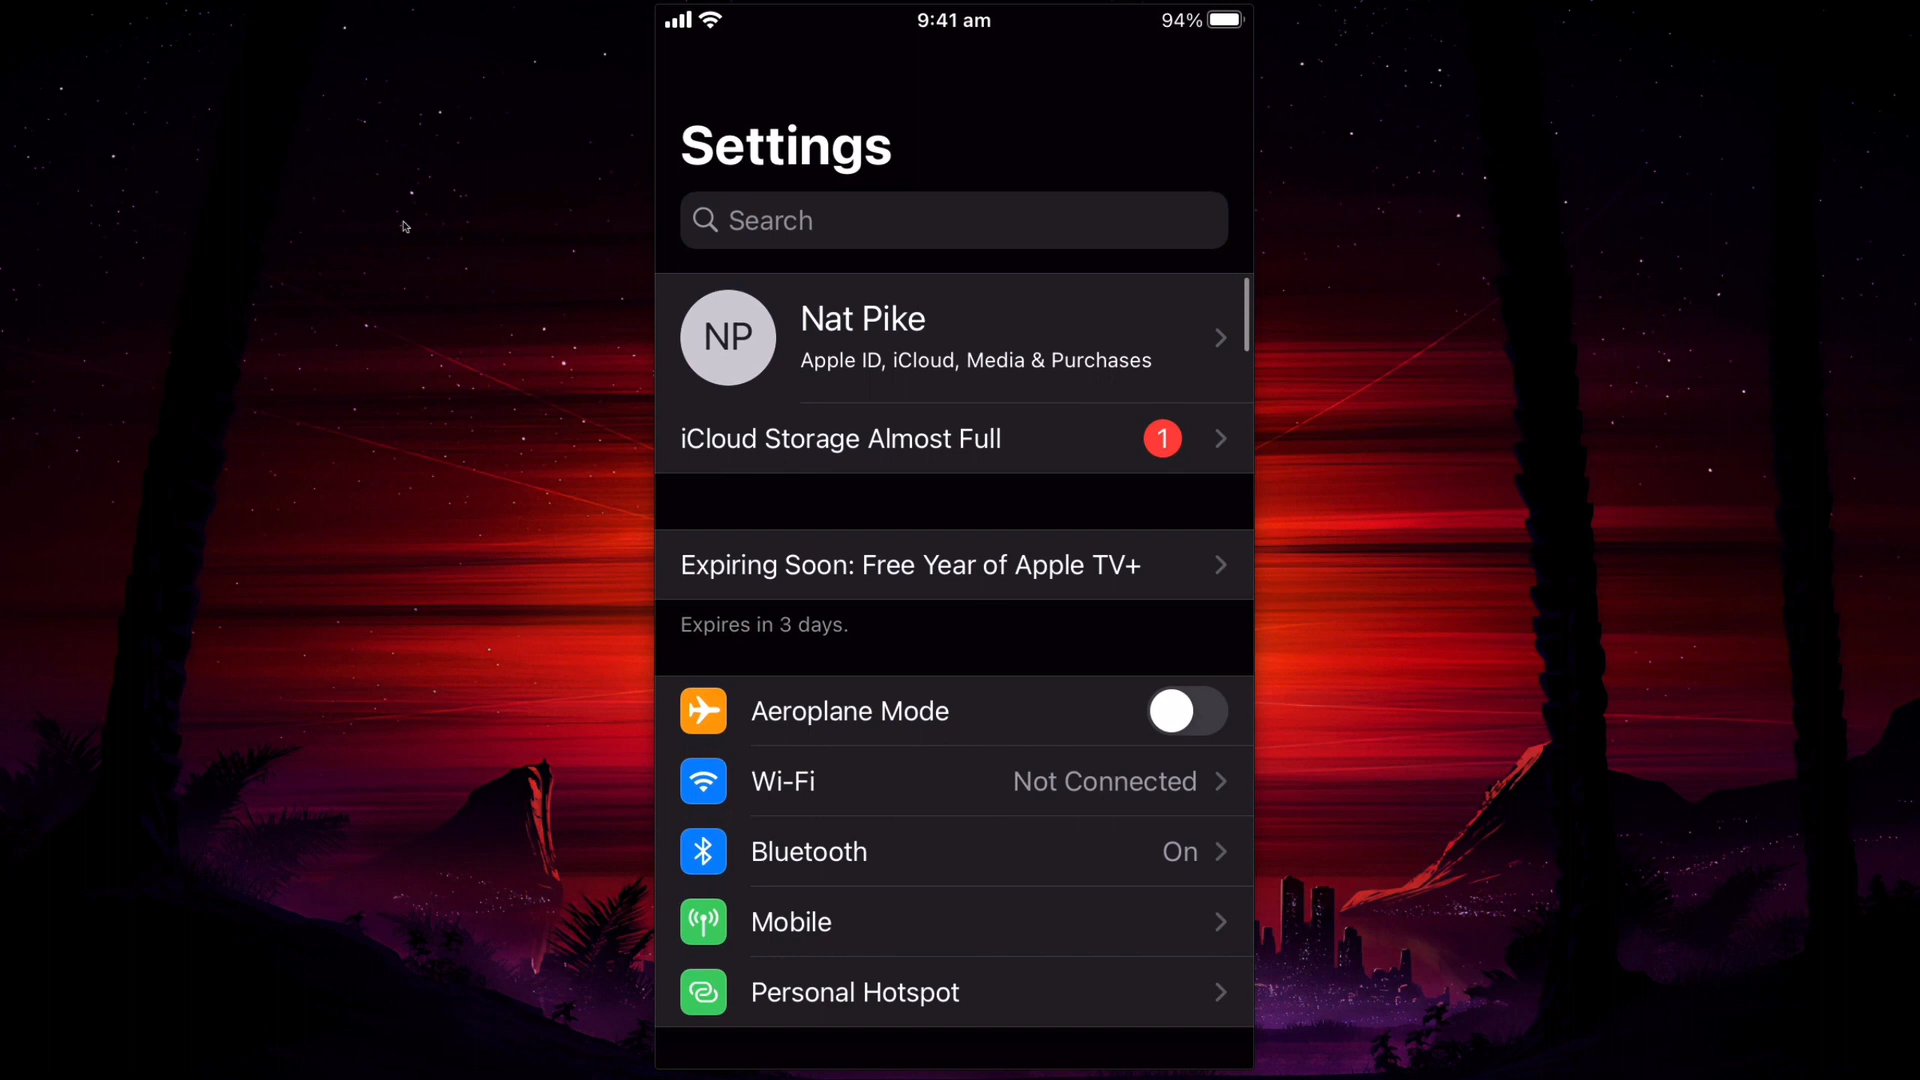 9:41 am
94%
Settings
Search
NP
Nat Pike
Apple ID, iCloud, Media & Purchases
iCloud Storage Almost Full
1
Expiring Soon: Free Year of Apple TV+
Expires in 3 days.
Aeroplane Mode
Wi-Fi Not Connected
Bluetooth On
Mobile
Personal Hotspot